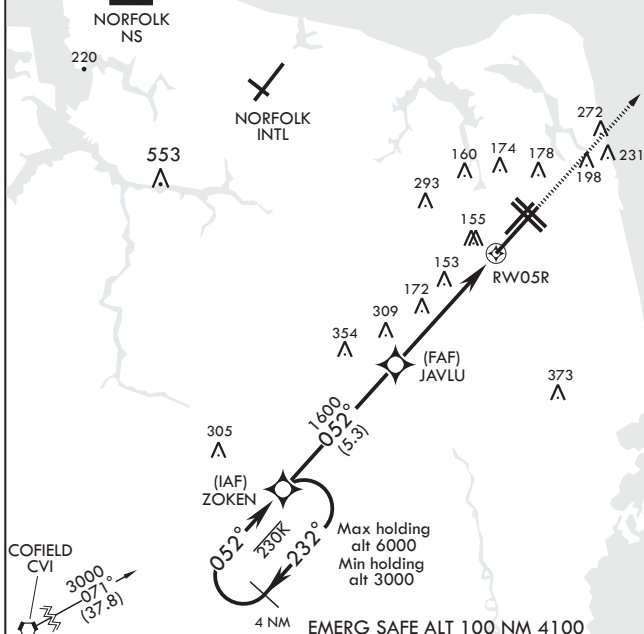 NORFOLK
NS
220
NORFOLK
INTL
553
272
231
160
174
178
198
293
155
RW05R
153
172
309
354
(FAF)
JAVLU
373
1600
052°
(5.3)
305
(IAF)
ZOKEN
052°
230K
232°
Max holding
alt 6000
Min holding
alt 3000
COFIELD
CVI
3000
071°
(37.8)
4 NM
EMERG SAFE ALT 100 NM 4100